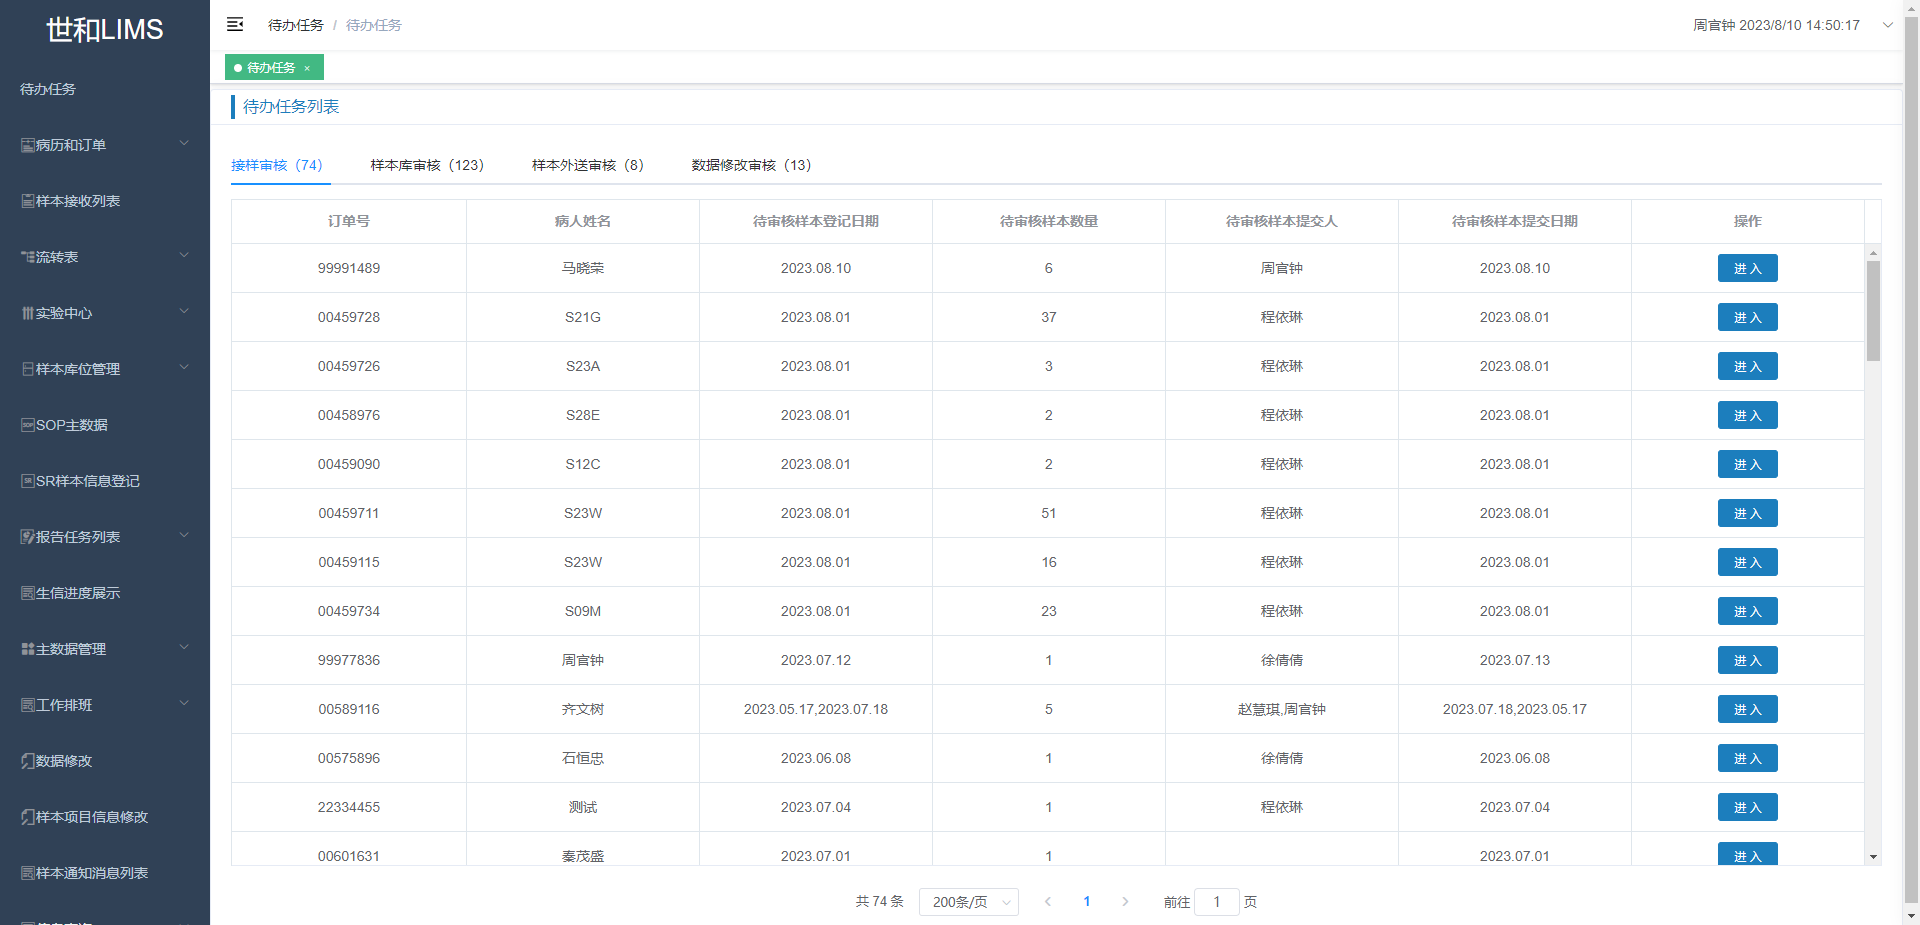 世和LIMS
待办任务
病历和订单
样本接收列表
流转表
实验中心
样本库位管理
SOP主数据
SR样本信息登记
报告任务列表
生信进度展示
主数据管理
工作排班
数据修改
样本项目信息修改
样本通知消息列表
待办任务 / 待办任务
周官钟 2023/8/10 14:50:17
待办任务 ×
待办任务列表
接样审核（74） 样本库审核（123） 样本外送审核（8） 数据修改审核（13）
订单号 病人姓名 待审核样本登记日期 待审核样本数量 待审核样本提交人 待审核样本提交日期 操作
99991489 马晓荣 2023.08.10 6 周官钟 2023.08.10 进入
00459728 S21G 2023.08.01 37 程依琳 2023.08.01 进入
00459726 S23A 2023.08.01 3 程依琳 2023.08.01 进入
00458976 S28E 2023.08.01 2 程依琳 2023.08.01 进入
00459090 S12C 2023.08.01 2 程依琳 2023.08.01 进入
00459711 S23W 2023.08.01 51 程依琳 2023.08.01 进入
00459115 S23W 2023.08.01 16 程依琳 2023.08.01 进入
00459734 S09M 2023.08.01 23 程依琳 2023.08.01 进入
99977836 周官钟 2023.07.12 1 徐倩倩 2023.07.13 进入
00589116 齐文树 2023.05.17,2023.07.18 5 赵慧琪,周官钟 2023.07.18,2023.05.17 进入
00575896 石恒忠 2023.06.08 1 徐倩倩 2023.06.08 进入
22334455 测试 2023.07.04 1 程依琳 2023.07.04 进入
00601631 秦茂盛 2023.07.01 1 2023.07.01 进入
共 74 条 200条/页 1 前往 1 页